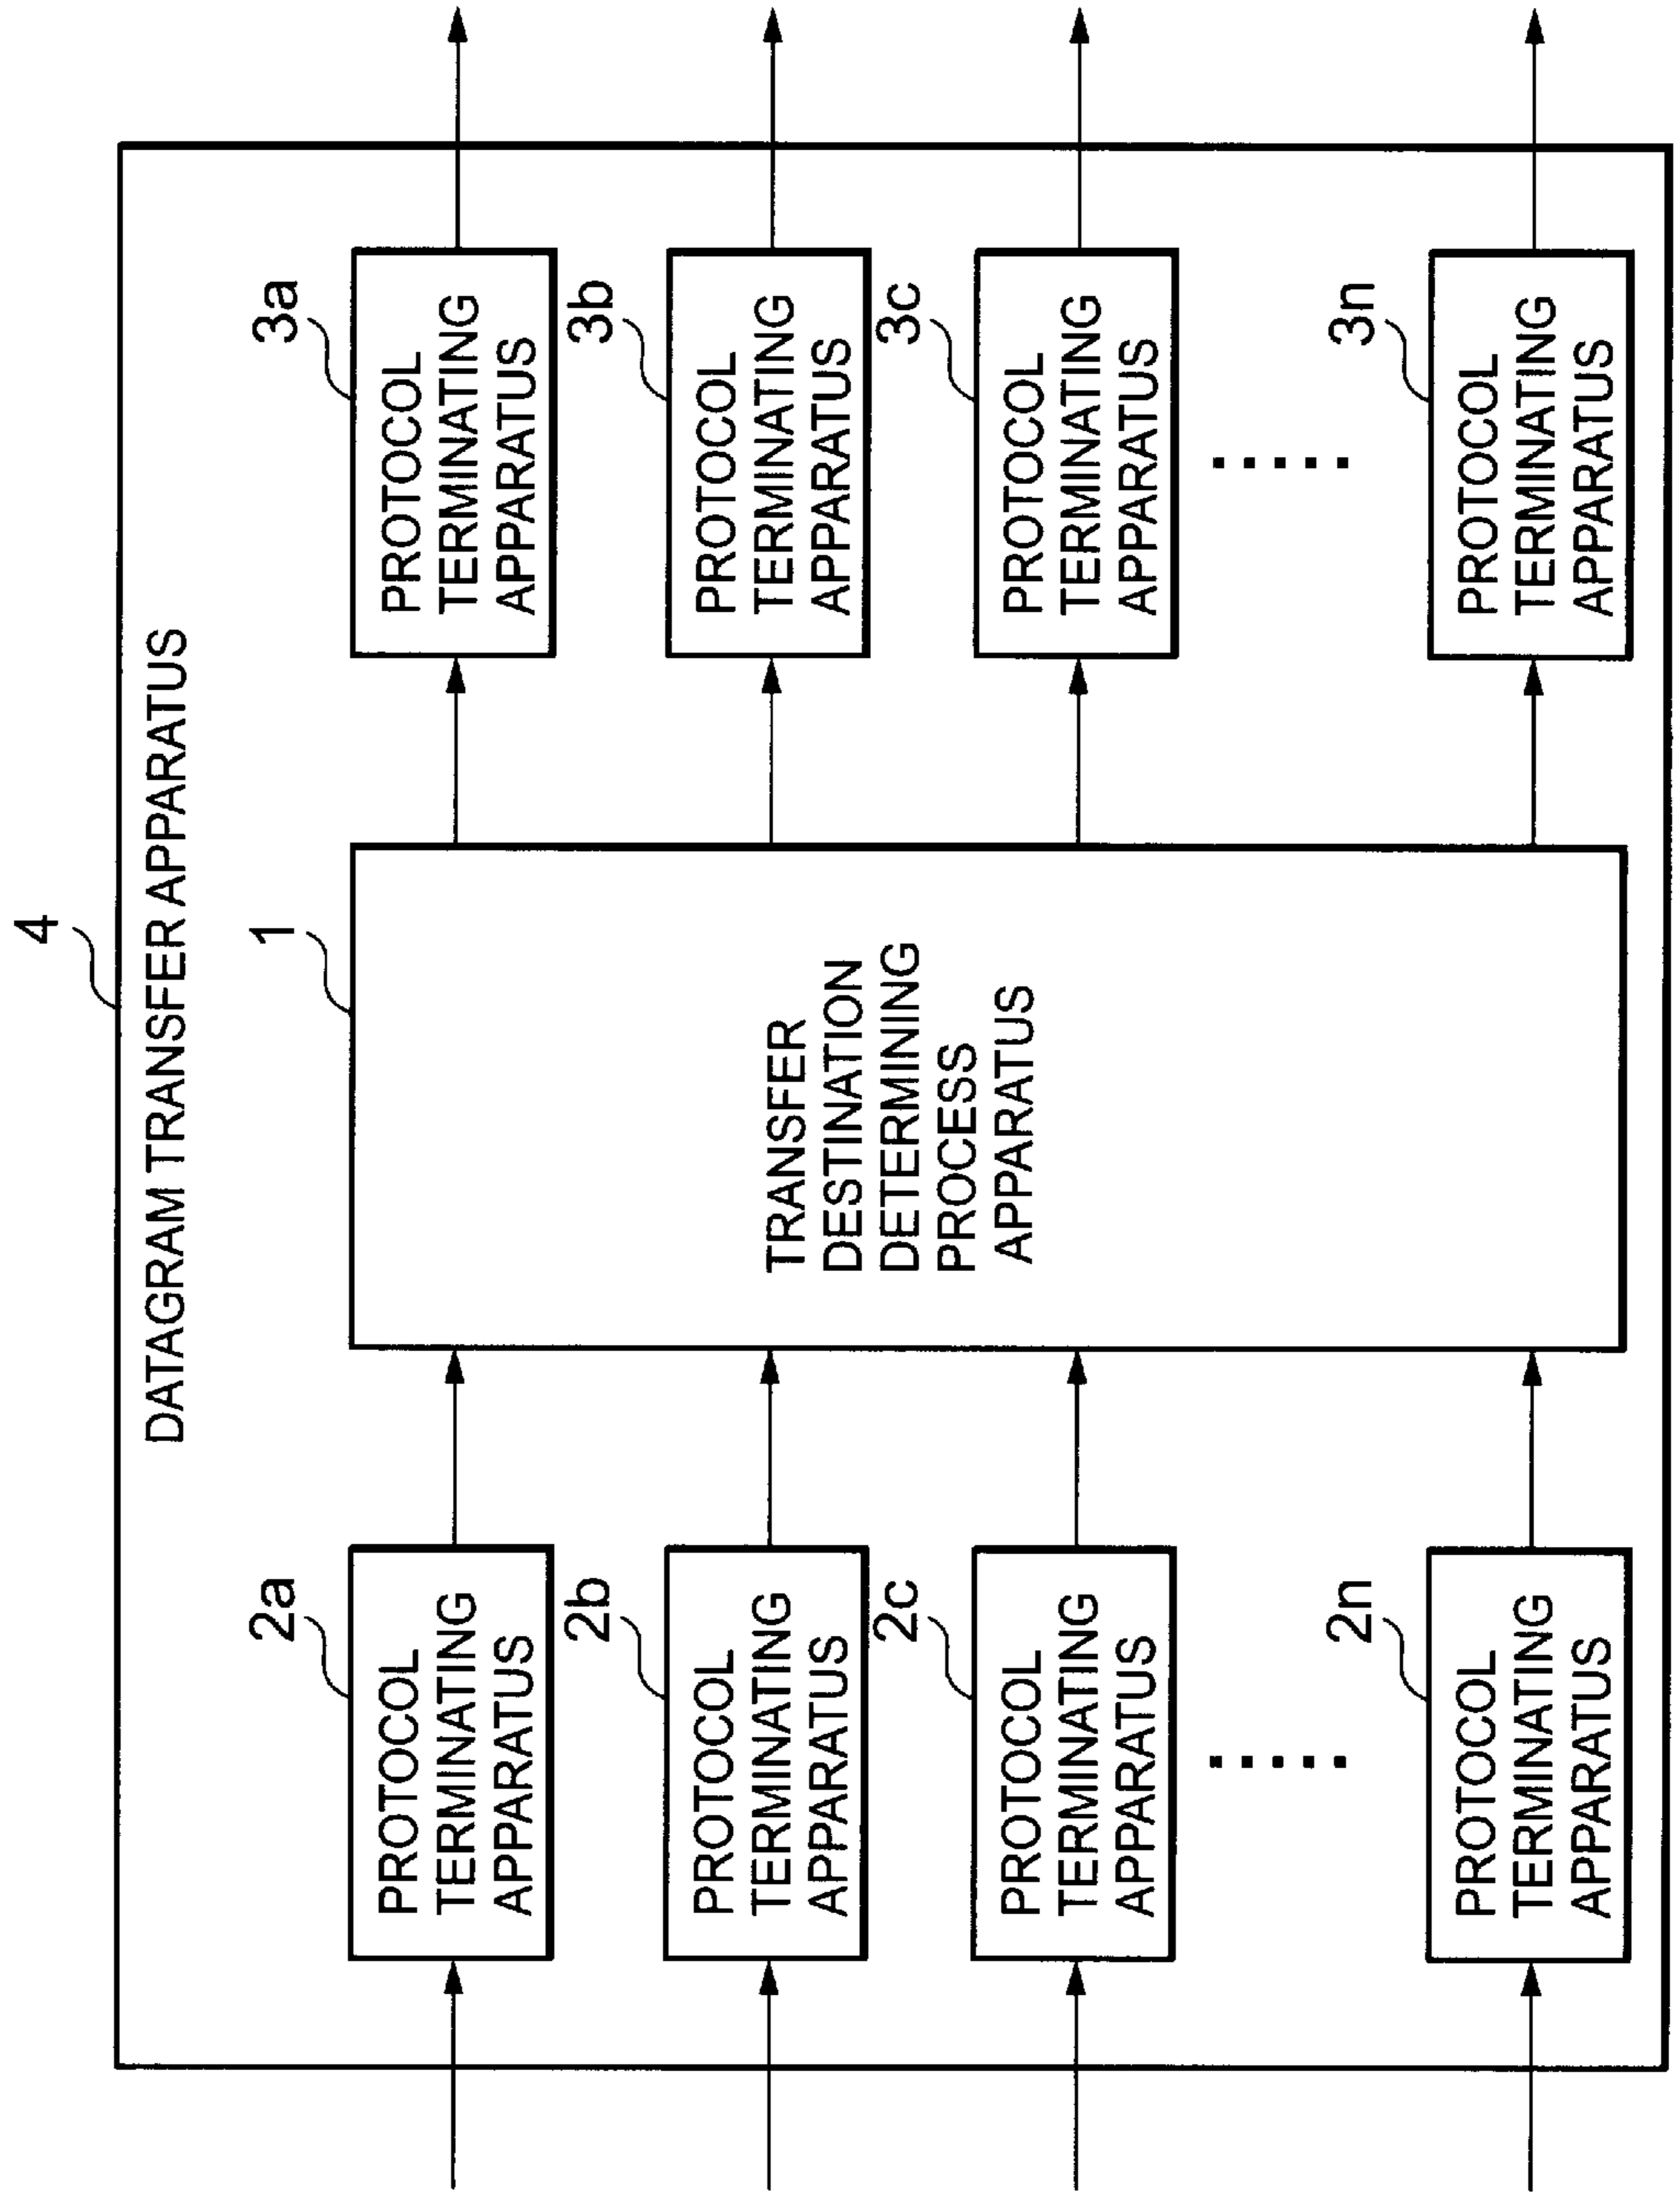 4
DATAGRAM TRANSFER APPARATUS
2a
PROTOCOL
TERMINATING
APPARATUS
2b
PROTOCOL
TERMINATING
APPARATUS
2c
PROTOCOL
TERMINATING
APPARATUS
.....
2n
PROTOCOL
TERMINATING
APPARATUS
1
TRANSFER
DESTINATION
DETERMINING
PROCESS
APPARATUS
3a
PROTOCOL
TERMINATING
APPARATUS
3b
PROTOCOL
TERMINATING
APPARATUS
3c
PROTOCOL
TERMINATING
APPARATUS
.....
3n
PROTOCOL
TERMINATING
APPARATUS